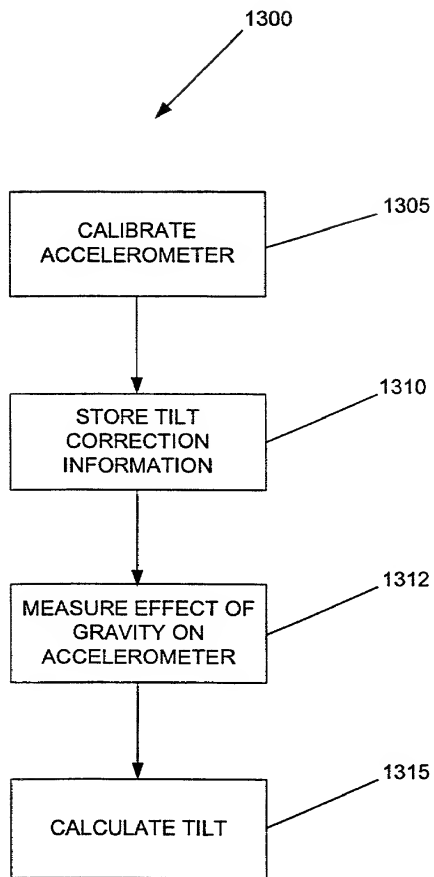 1300
CALIBRATE
ACCELEROMETER
1305
STORE TILT
CORRECTION
INFORMATION
1310
MEASURE EFFECT OF
GRAVITY ON
ACCELEROMETER
1312
CALCULATE TILT
1315